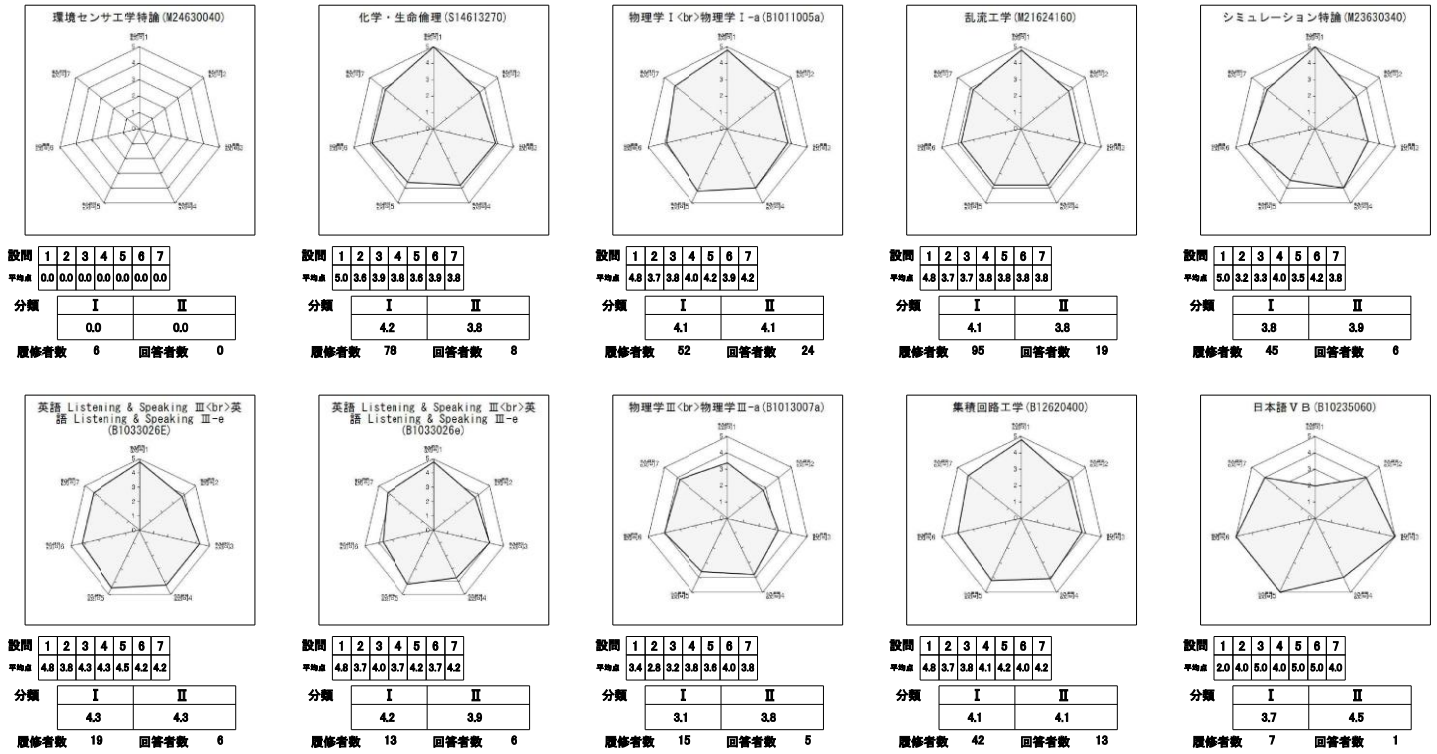 環境センサ工学特論(M24630040)
設問 1 2 3 4 5 6 7
平均点 0.0 0.0 0.0 0.0 0.0 0.0 0.0
分類 Ⅰ Ⅱ
0.0 0.0
履修者数 6 回答者数 0
化学・生命倫理(S14613270)
設問 1 2 3 4 5 6 7
平均点 5.0 3.6 3.9 3.8 3.6 3.9 3.8
分類 Ⅰ Ⅱ
4.2 3.8
履修者数 78 回答者数 8
物理学Ⅰ<br>物理学Ⅰ-a(B1011005a)
設問 1 2 3 4 5 6 7
平均点 4.8 3.7 3.8 4.0 4.2 3.9 4.2
分類 Ⅰ Ⅱ
4.1 4.1
履修者数 52 回答者数 24
乱流工学(M21624160)
設問 1 2 3 4 5 6 7
平均点 4.8 3.7 3.7 3.8 3.8 3.8 3.8
分類 Ⅰ Ⅱ
4.1 3.8
履修者数 95 回答者数 19
シミュレーション特論(M23630340)
設問 1 2 3 4 5 6 7
平均点 5.0 3.2 3.3 4.0 3.5 4.2 3.8
分類 Ⅰ Ⅱ
3.8 3.9
履修者数 45 回答者数 6
英語 Listening & Speaking Ⅲ<br>英
語 Listening & Speaking Ⅲ-e
(B1033026E)
設問 1 2 3 4 5 6 7
平均点 4.8 3.8 4.3 4.3 4.5 4.2 4.2
分類 Ⅰ Ⅱ
4.3 4.3
履修者数 19 回答者数 6
英語 Listening & Speaking Ⅲ<br>英
語 Listening & Speaking Ⅲ-e
(B1033026e)
設問 1 2 3 4 5 6 7
平均点 4.8 3.7 4.0 3.7 4.2 3.7 4.2
分類 Ⅰ Ⅱ
4.2 3.9
履修者数 13 回答者数 6
物理学Ⅲ<br>物理学Ⅲ-a(B1013007a)
設問 1 2 3 4 5 6 7
平均点 3.4 2.8 3.2 3.8 3.6 4.0 3.8
分類 Ⅰ Ⅱ
3.1 3.8
履修者数 15 回答者数 5
集積回路工学(B12620400)
設問 1 2 3 4 5 6 7
平均点 4.8 3.7 3.8 4.1 4.2 4.0 4.2
分類 Ⅰ Ⅱ
4.1 4.1
履修者数 42 回答者数 13
日本語ⅤB(B10235060)
設問 1 2 3 4 5 6 7
平均点 2.0 4.0 5.0 4.0 5.0 5.0 4.0
分類 Ⅰ Ⅱ
3.7 4.5
履修者数 7 回答者数 1